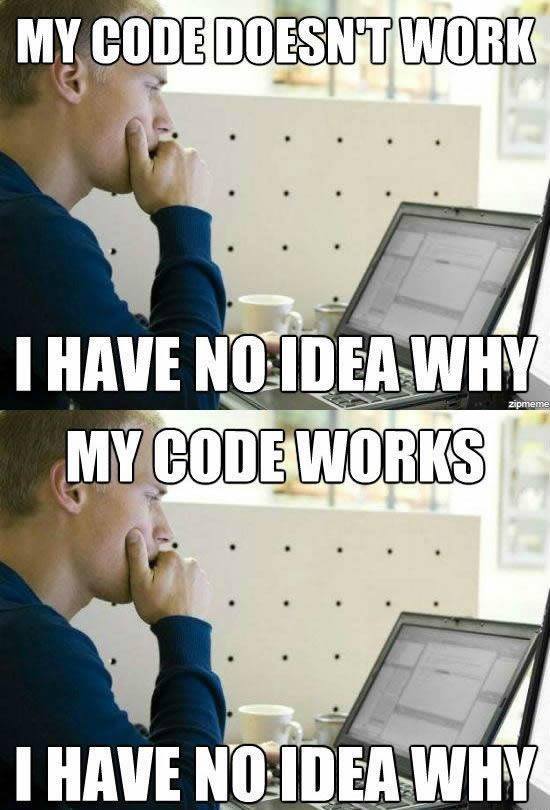 MY CODE DOESN'T WORK
I HAVE NO IDEA WHY
zipmeme
MY CODE WORKS
I HAVE NO IDEA WHY